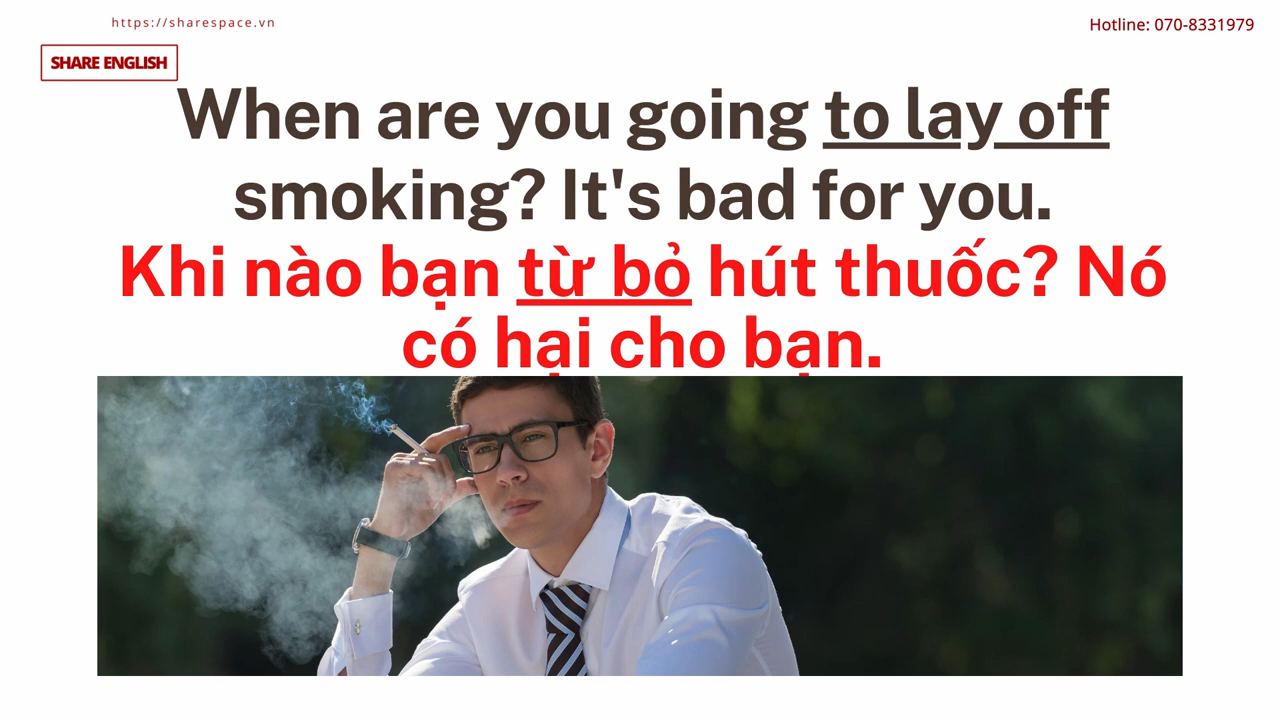 https://sharespace.vn
Hotline: 070-8331979
SHARE ENGLISH
When are you going to lay off
smoking? It's bad for you.
Khi nào bạn từ bỏ hút thuốc? Nó
có hại cho bạn.